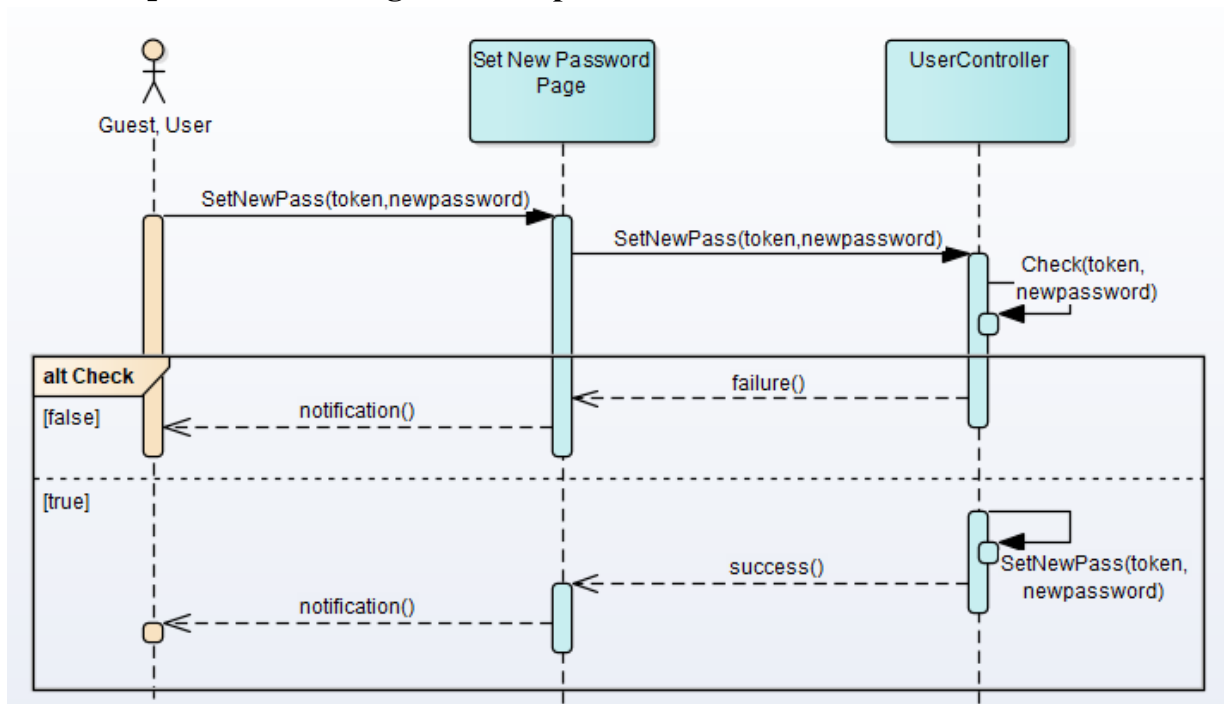 Set New Password
Page
UserController
Guest, User
SetNewPass(token,newpassword)
SetNewPass(token,newpassword)
Check(token,
newpassword)
alt Check
failure()
[false]
notification()
[true]
SetNewPass(token,
newpassword)
success()
notification()